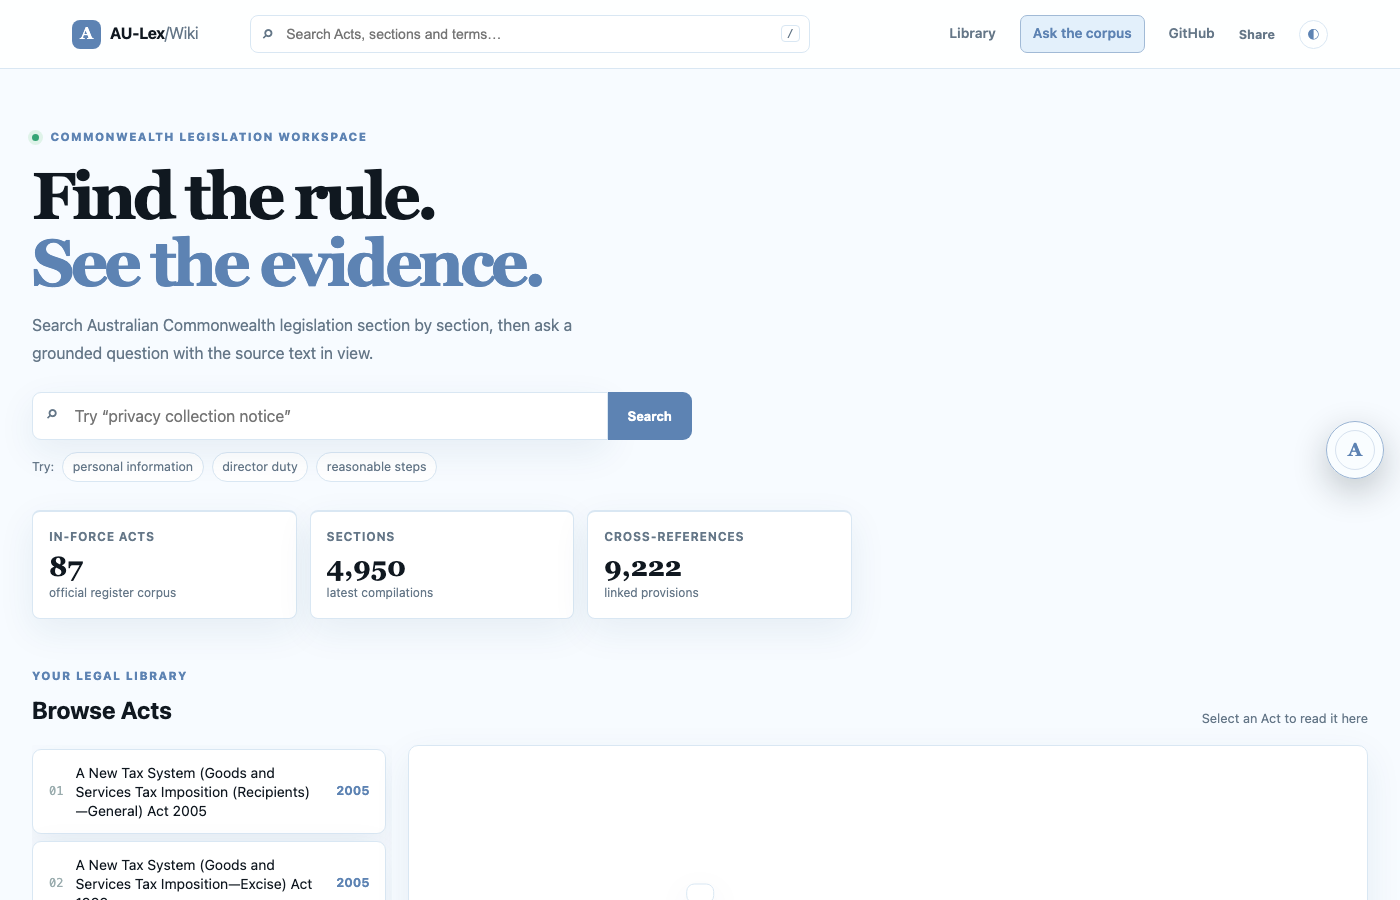 A AU-Lex/Wiki
Search Acts, sections and terms... /
Library
Ask the corpus
GitHub
Share
COMMONWEALTH LEGISLATION WORKSPACE
Find the rule.
See the evidence.
Search Australian Commonwealth legislation section by section, then ask a
grounded question with the source text in view.
Try “privacy collection notice”
Search
Try: personal information director duty reasonable steps
A
IN-FORCE ACTS
87
official register corpus
SECTIONS
4,950
latest compilations
CROSS-REFERENCES
9,222
linked provisions
YOUR LEGAL LIBRARY
Browse Acts
Select an Act to read it here
01
A New Tax System (Goods and
Services Tax Imposition (Recipients)
—General) Act 2005
2005
02
A New Tax System (Goods and
Services Tax Imposition—Excise) Act
2005